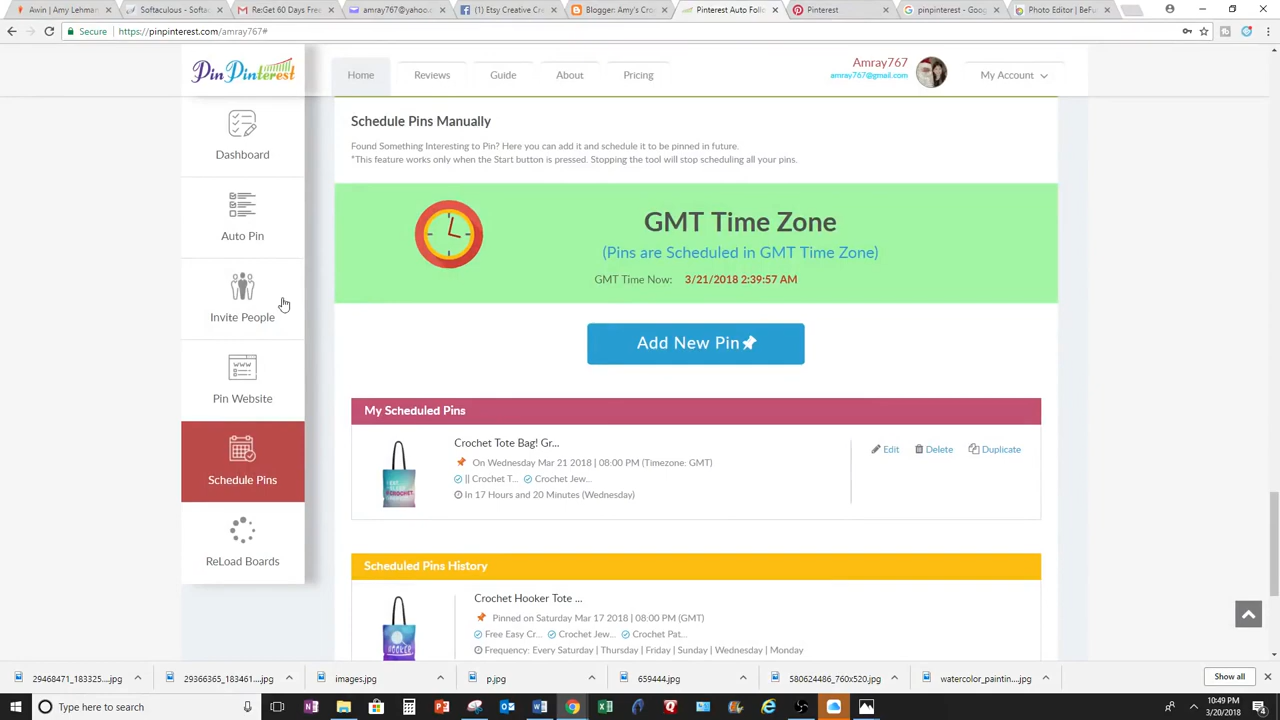 Awin | Amy Lehman
Softaculous - Softac
ReGet 60 Days Free
amray767@yahoo.c
(1) Etsy Creative C
Blogger: Amy's Cro
Pinterest Auto Follo
Pinterest
pinpinterest - Goog
Photo Editor | BeFu
Secure
https://pinpinterest.com/amray767#
PinPinterest
Home
Reviews
Guide
About
Pricing
Amray767
amray767@gmail.com
My Account
Dashboard
Auto Pin
Invite People
WWW
Pin Website
Schedule Pins
ReLoad Boards
Schedule Pins Manually
Found Something Interesting to Pin? Here you can add it and schedule it to be pinned in future.
*This feature works only when the Start button is pressed. Stopping the tool will stop scheduling all your pins.
GMT Time Zone
(Pins are Scheduled in GMT Time Zone)
GMT Time Now: 3/21/2018 2:39:57 AM
Add New Pin
My Scheduled Pins
Crochet Tote Bag! Gr...
On Wednesday Mar 21 2018 | 08:00 PM (Timezone: GMT)
|| Crochet T... Crochet Jew...
In 17 Hours and 20 Minutes (Wednesday)
Edit Delete Duplicate
Scheduled Pins History
Crochet Hooker Tote ...
Pinned on Saturday Mar 17 2018 | 08:00 PM (GMT)
Free Easy Cr... Crochet Jew... Crochet Pat...
Frequency: Every Saturday | Thursday | Friday | Sunday | Wednesday | Monday
HOOKER
29468471_183325....jpg
29366365_183461....jpg
images.jpg
p.jpg
659444.jpg
580624486_760x520.jpg
watercolor_paintin....jpg
Show all
Type here to search
10:49 PM
3/20/2018